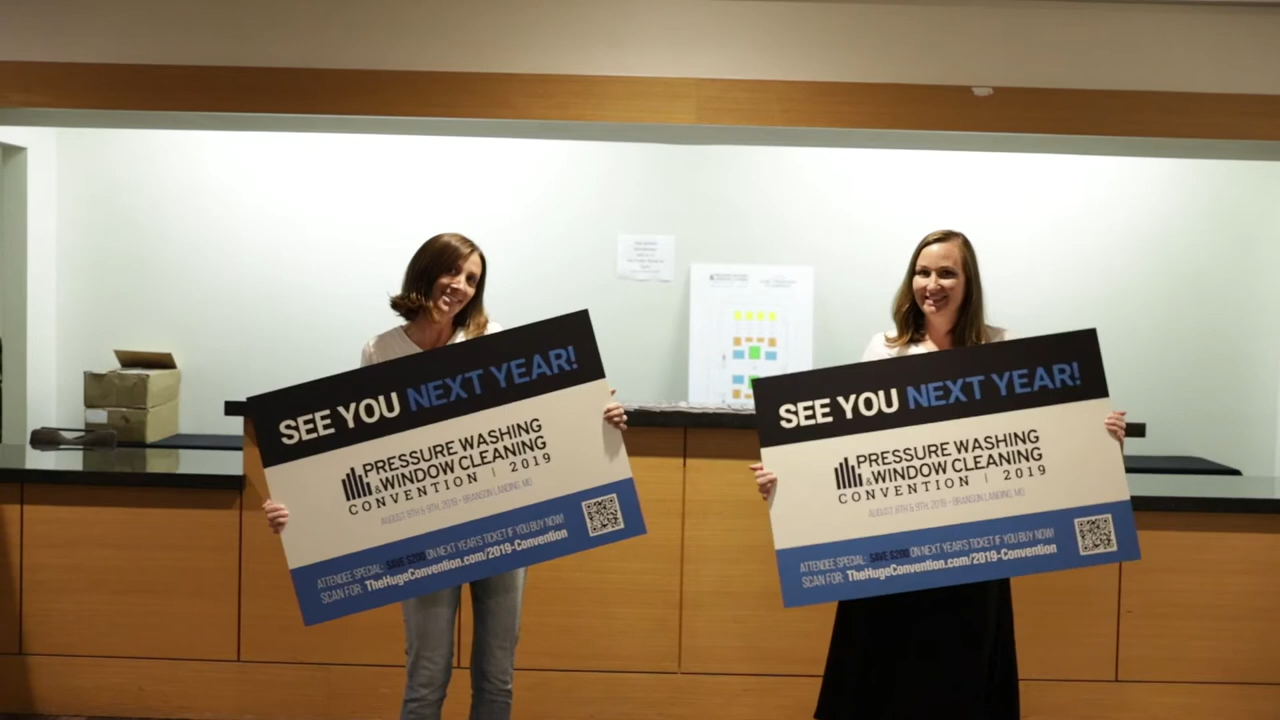 SEE YOU NEXT YEAR!
PRESSURE WASHING
& WINDOW CLEANING
CONVENTION | 2019
AUGUST 8TH & 9TH, 2019 • BRANSON LANDING, MO
ATTENDEE SPECIAL: SAVE $200 ON NEXT YEAR'S TICKET IF YOU BUY NOW!
SCAN FOR: TheHugeConvention.com/2019-Convention
SEE YOU NEXT YEAR!
PRESSURE WASHING
& WINDOW CLEANING
CONVENTION | 2019
AUGUST 8TH & 9TH, 2019 • BRANSON LANDING, MO
ATTENDEE SPECIAL: SAVE $200 ON NEXT YEAR'S TICKET IF YOU BUY NOW!
SCAN FOR: TheHugeConvention.com/2019-Convention